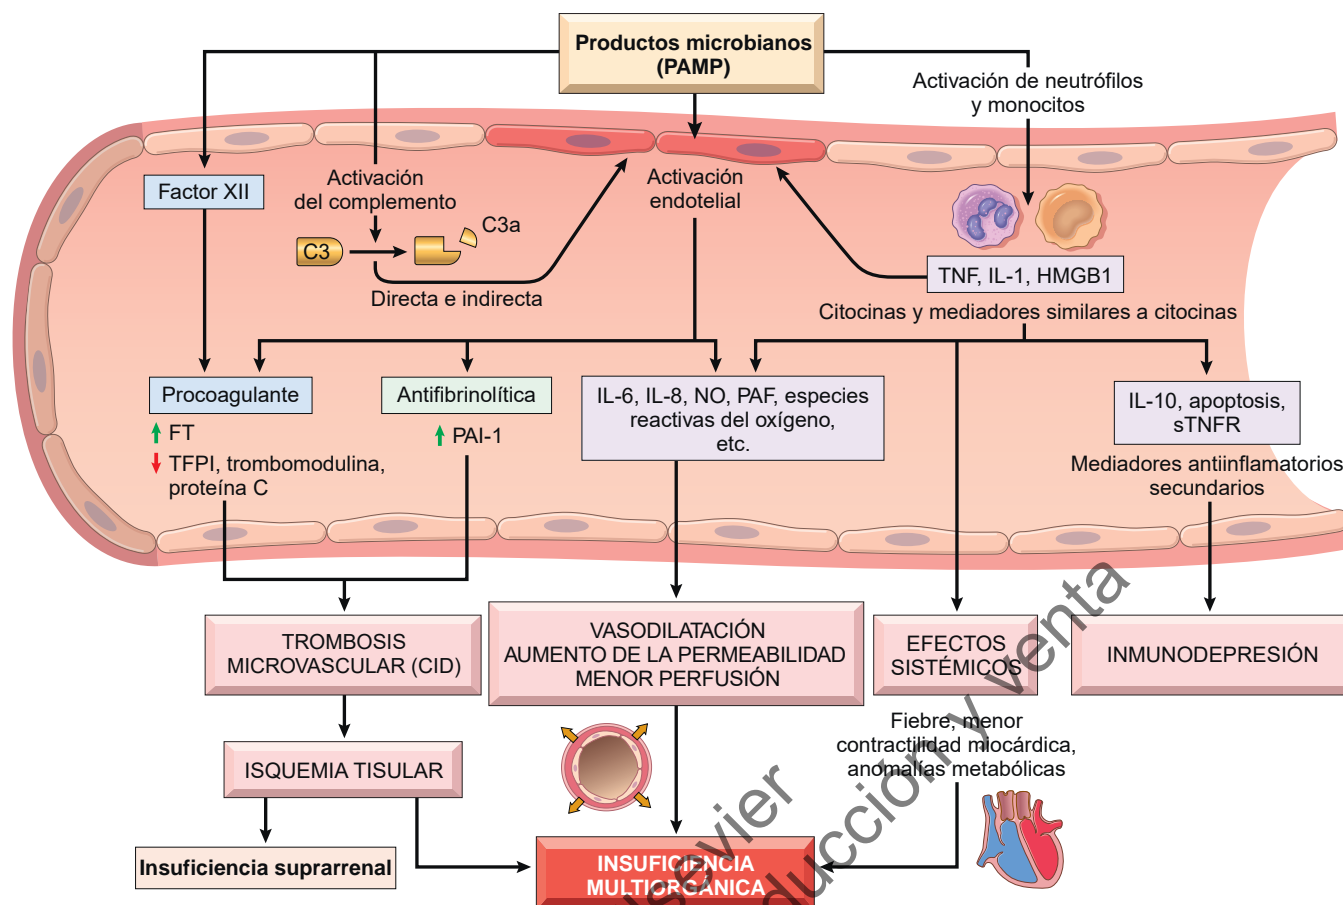 Productos microbianos
(PAMP)
Activación de neutrófilos
y monocitos
Factor XII
Activación
del complemento
C3
C3a
Directa e indirecta
Activación
endotelial
TNF, IL-1, HMGB1
Citocinas y mediadores similares a citocinas
Procoagulante
FT
TFPI, trombomodulina,
proteína C
Antifibrinolítica
PAI-1
IL-6, IL-8, NO, PAF, especies
reactivas del oxígeno,
etc.
IL-10, apoptosis,
sTNFR
Mediadores antiinflamatorios
secundarios
TROMBOSIS
MICROVASCULAR (CID)
VASODILATACIÓN
AUMENTO DE LA PERMEABILIDAD
MENOR PERFUSIÓN
EFECTOS
SISTÉMICOS
INMUNODEPRESIÓN
ISQUEMIA TISULAR
Fiebre, menor
contractilidad miocárdica,
anomalías metabólicas
Insuficiencia suprarrenal
INSUFICIENCIA
MULTIORGÁNICA
lsevier
ducción y venta